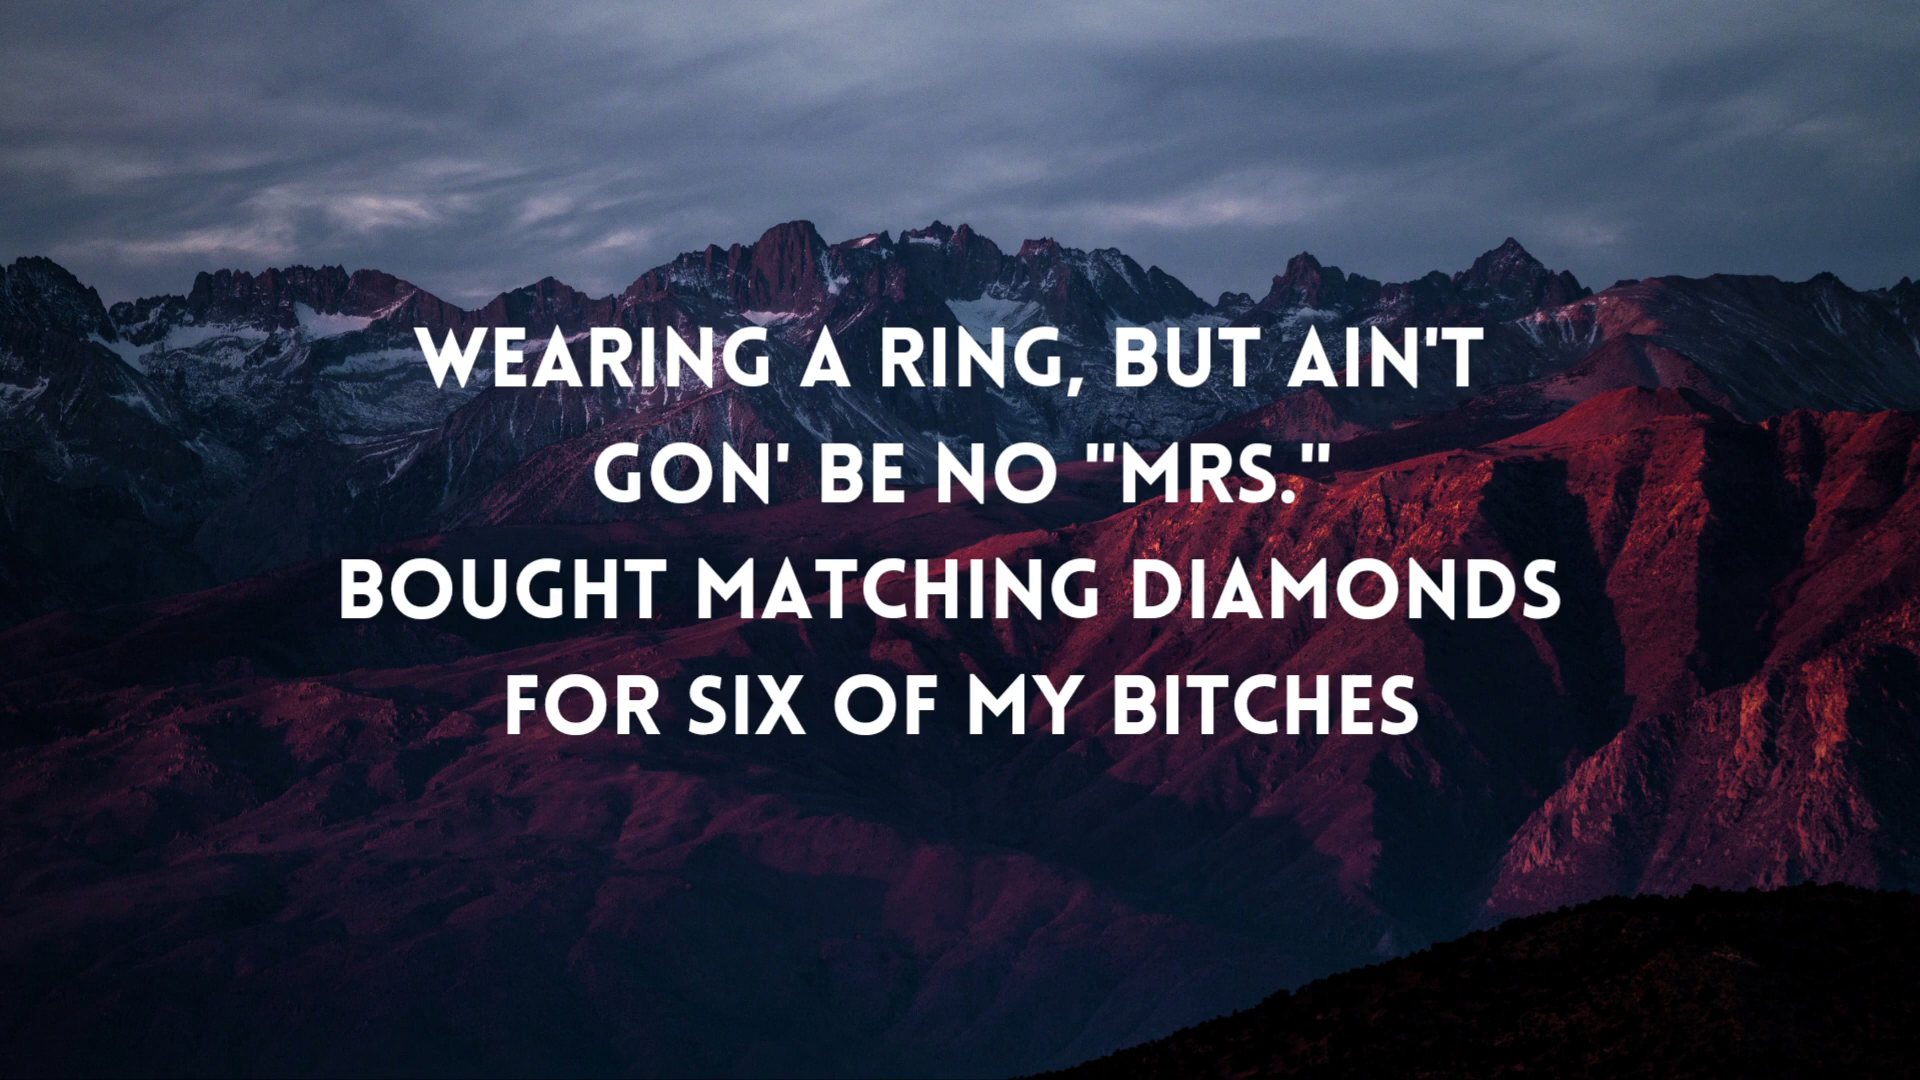 WEARING A RING, BUT AIN'T
GON' BE NO "MRS."
BOUGHT MATCHING DIAMONDS
FOR SIX OF MY BITCHES